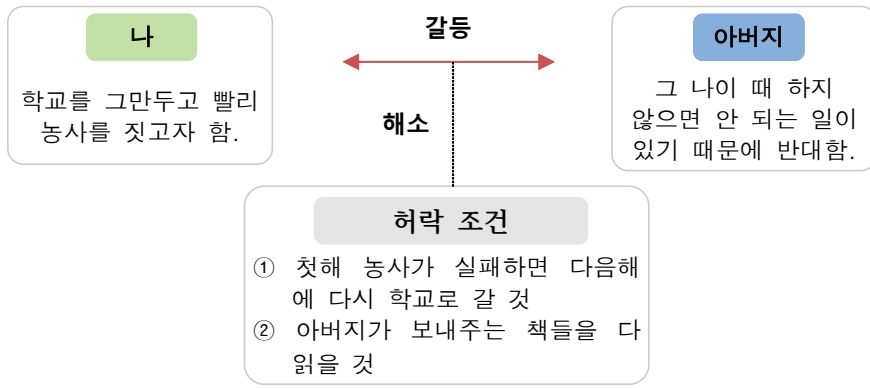 나
학교를 그만두고 빨리
농사를 짓고자 함.
갈등
해소
아버지
그 나이 때 하지
않으면 안 되는 일이
있기 때문에 반대함.
허락 조건
① 첫해 농사가 실패하면 다음해
에 다시 학교로 갈 것
② 아버지가 보내주는 책들을 다
읽을 것